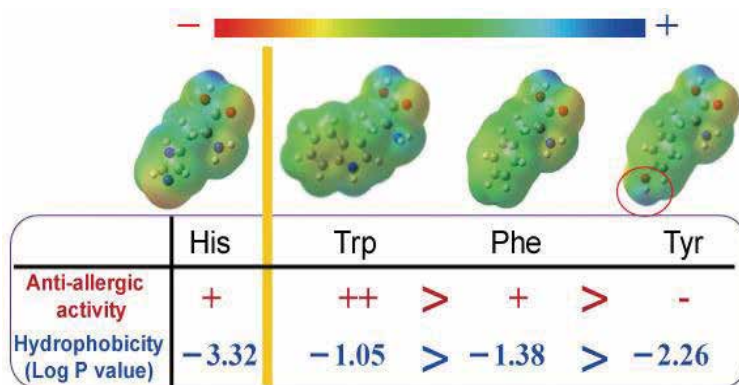 − +
His Trp Phe Tyr
Anti-allergic
activity + ++ > + > -
Hydrophobicity
(Log P value) −3.32 −1.05 > −1.38 > −2.26